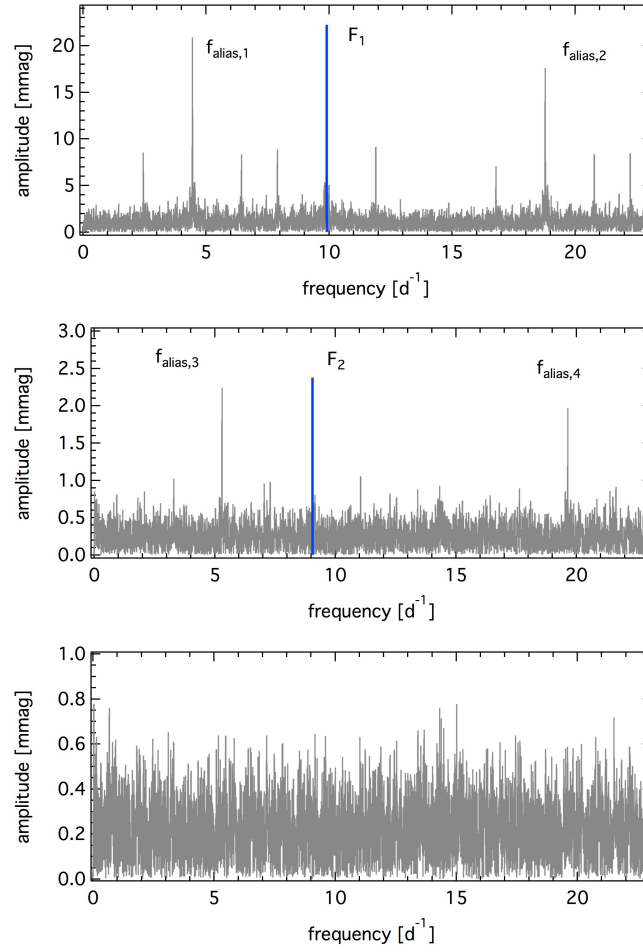 20
15
10
5
0
amplitude [mmag]
f_alias,1
F_1
f_alias,2
0 5 10 15 20
frequency [d^-1]
3.0
2.5
2.0
1.5
1.0
0.5
0.0
amplitude [mmag]
f_alias,3
F_2
f_alias,4
0 5 10 15 20
frequency [d^-1]
1.0
0.8
0.6
0.4
0.2
0.0
amplitude [mmag]
0 5 10 15 20
frequency [d^-1]